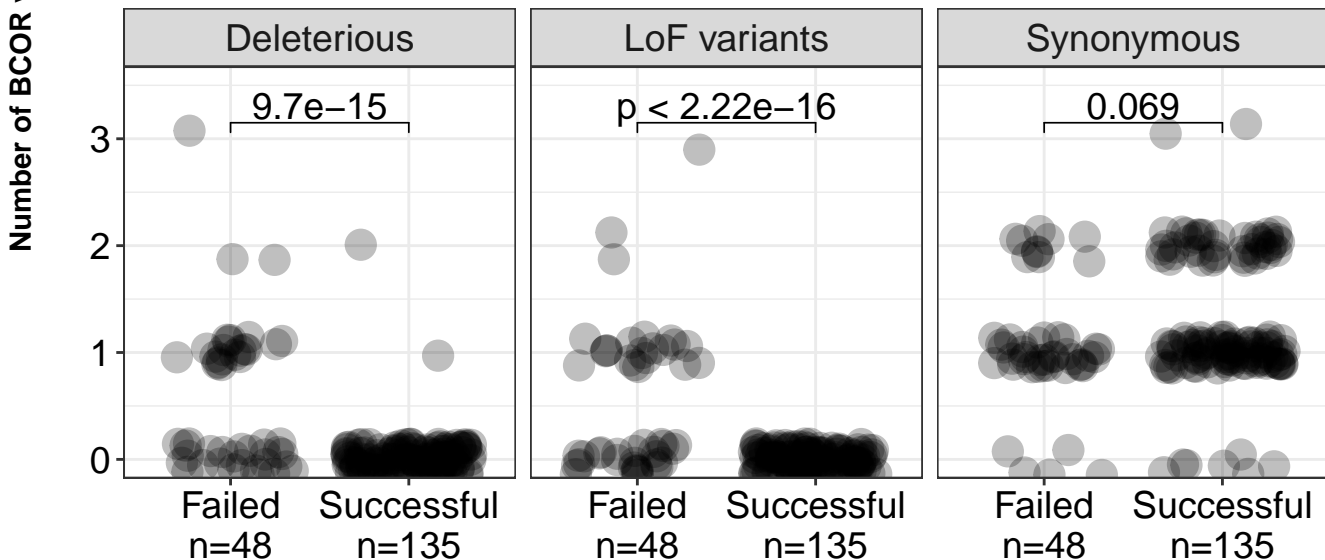 Number of BCOR
Deleterious LoF variants Synonymous
9.7e−15 p < 2.22e−16 0.069
3
2
1
0
Failed Successful Failed Successful Failed Successful
n=48 n=135 n=48 n=135 n=48 n=135